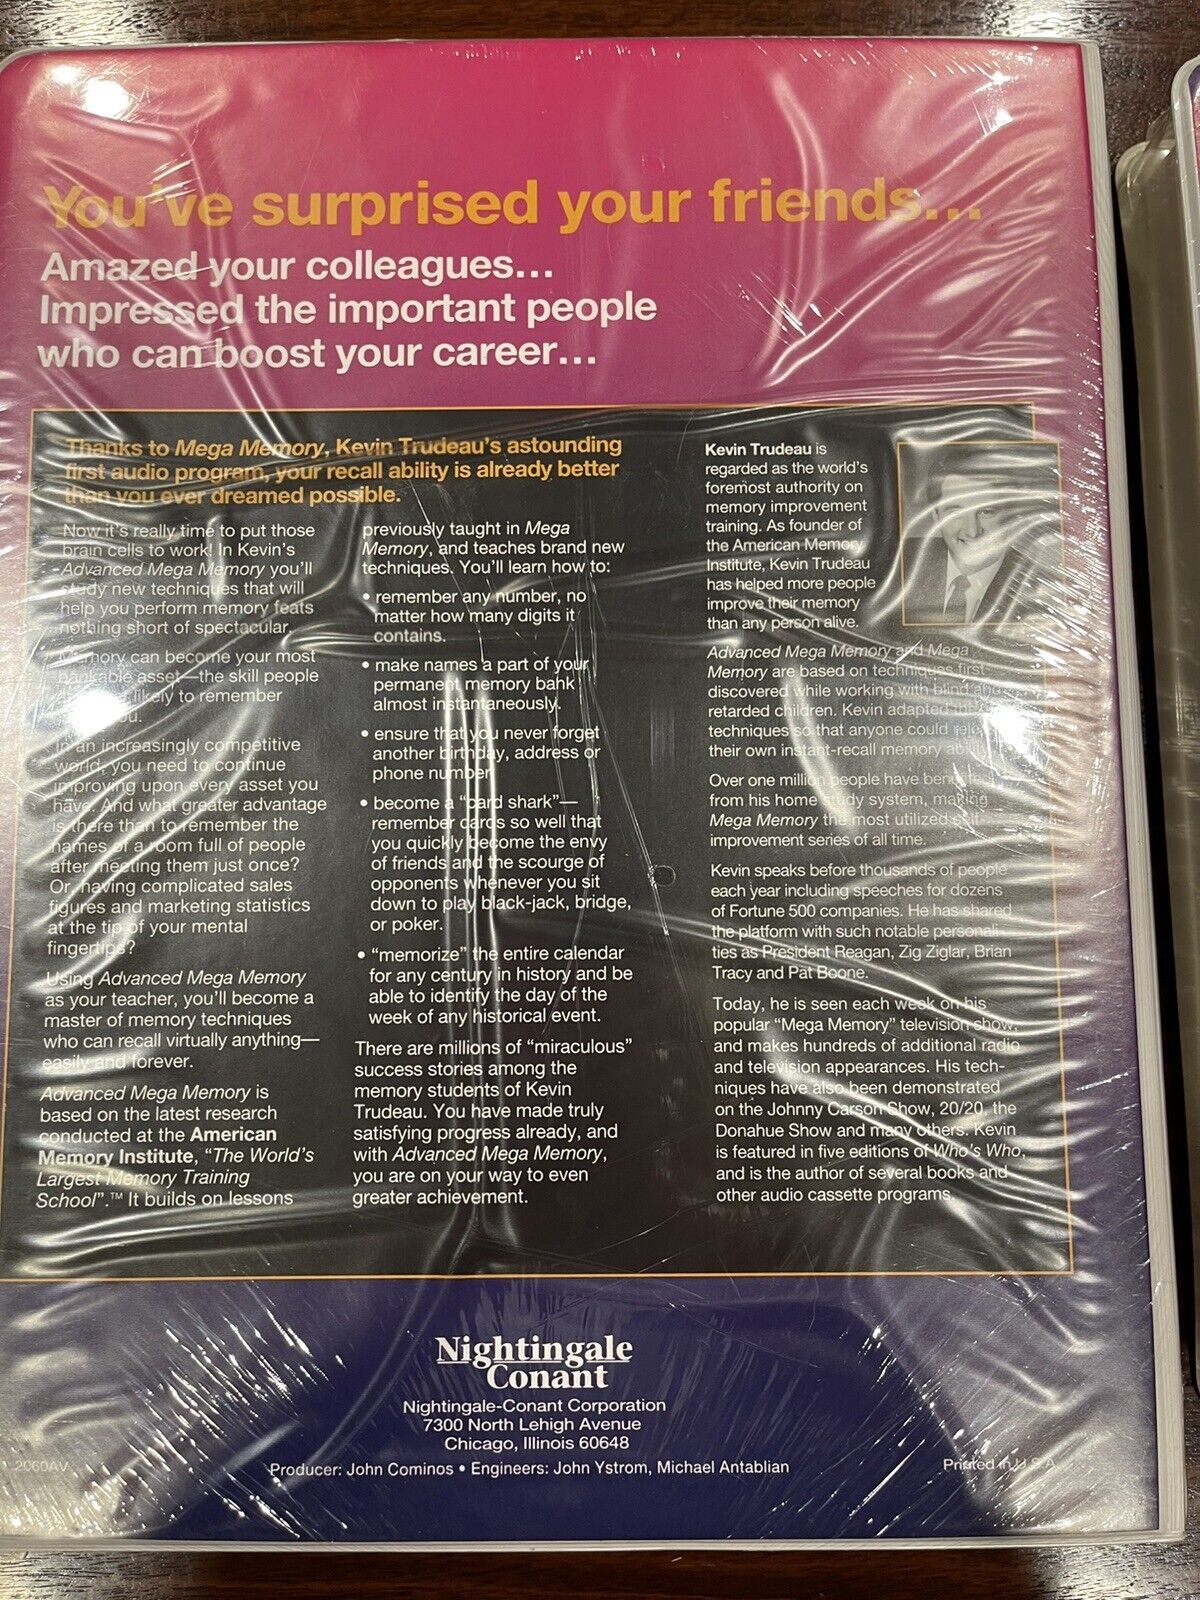 You've surprised your friends...
Amazed your colleagues...
Impressed the important people
who can boost your career...
Thanks to Mega Memory, Kevin Trudeau's astounding
first audio program, your recall ability is already better
than you ever dreamed possible.
Now it's really time to put those
brain cells to work! In Kevin's
Advanced Mega Memory you'll
study new techniques that will
help you perform memory feats
nothing short of spectacular.
Memory can become your most
bankable asset—the skill people
likely to remember
In an increasingly competitive
world, you need to continue
improving upon every asset you
have. And what greater advantage
is there than to remember the
names of a room full of people
after meeting them just once?
Or, having complicated sales
figures and marketing statistics
at the tip of your mental
fingertips?
Using Advanced Mega Memory
as your teacher, you'll become a
master of memory techniques
who can recall virtually anything—
easily and forever.
Advanced Mega Memory is
based on the latest research
conducted at the American
Memory Institute, “The World's
Largest Memory Training
School”.™ It builds on lessons
previously taught in Mega
Memory, and teaches brand new
techniques. You'll learn how to:
• remember any number, no
matter how many digits it
contains.
• make names a part of your
permanent memory bank
almost instantaneously.
• ensure that you never forget
another birthday, address or
phone number
• become a “card shark”—
remember cards so well that
you quickly become the envy
of friends and the scourge of
opponents whenever you sit
down to play black-jack, bridge,
or poker.
• “memorize” the entire calendar
for any century in history and be
able to identify the day of the
week of any historical event.
There are millions of “miraculous”
success stories among the
memory students of Kevin
Trudeau. You have made truly
satisfying progress already, and
with Advanced Mega Memory,
you are on your way to even
greater achievement.
Kevin Trudeau is
regarded as the world's
foremost authority on
memory improvement
training. As founder of
the American Memory
Institute, Kevin Trudeau
has helped more people
improve their memory
than any person alive.
Advanced Mega Memory and Mega
Memory are based on techniques first
discovered while working with blind and
retarded children. Kevin adapted these
techniques so that anyone could release
their own instant-recall memory ability.
Over one million people have benefited
from his home study system, making
Mega Memory the most utilized self-
improvement series of all time.
Kevin speaks before thousands of people
each year including speeches for dozens
of Fortune 500 companies. He has shared
the platform with such notable personali-
ties as President Reagan, Zig Ziglar, Brian
Tracy and Pat Boone.
Today, he is seen each week on his
popular “Mega Memory” television show,
and makes hundreds of additional radio
and television appearances. His tech-
niques have also been demonstrated
on the Johnny Carson Show, 20/20, the
Donahue Show and many others. Kevin
is featured in five editions of Who's Who,
and is the author of several books and
other audio cassette programs.
Nightingale
Conant
Nightingale-Conant Corporation
7300 North Lehigh Avenue
Chicago, Illinois 60648
2060AV
Producer: John Cominos • Engineers: John Ystrom, Michael Antablian
Printed in U.S.A.